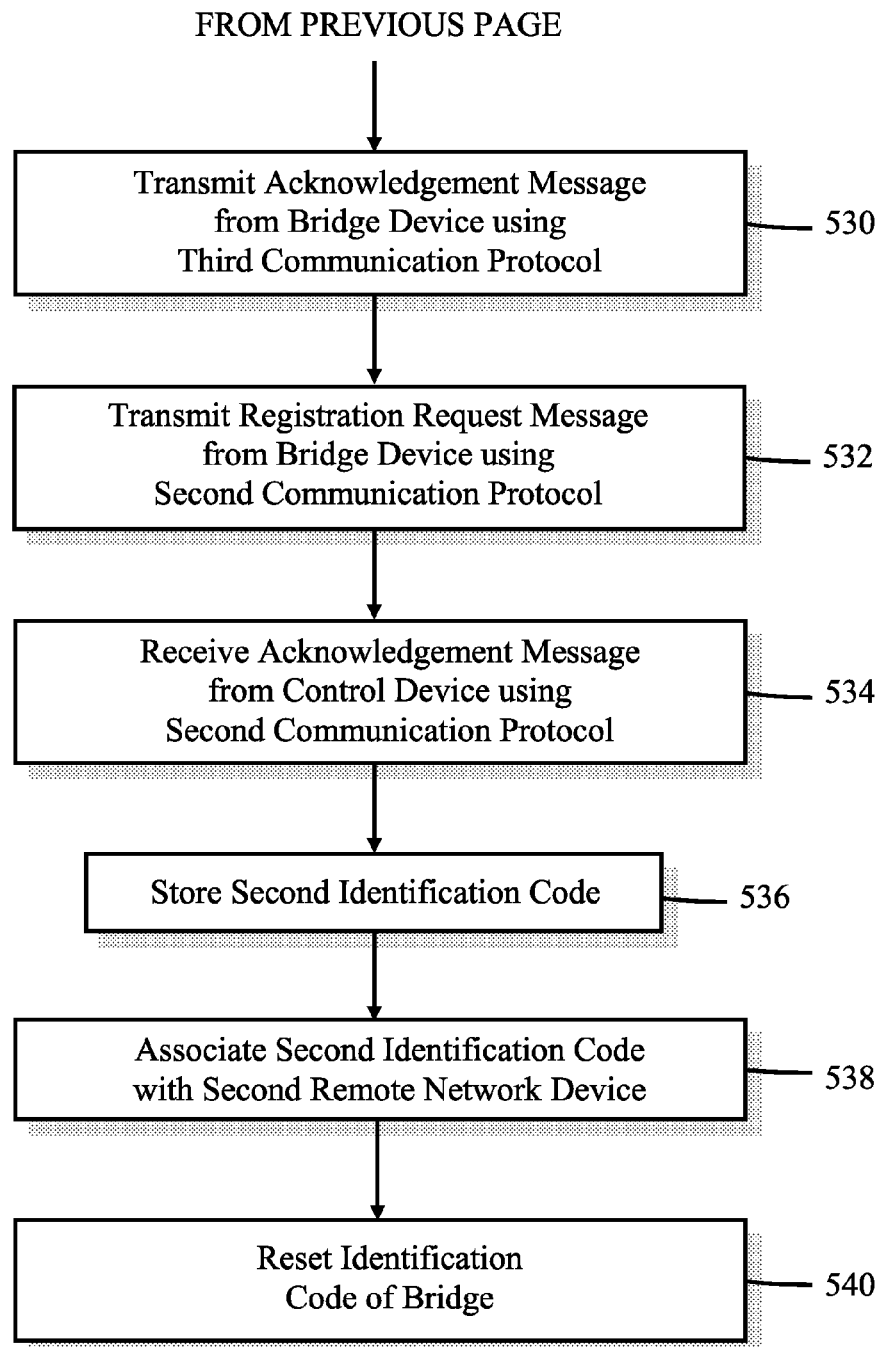 FROM PREVIOUS PAGE
Transmit Acknowledgement Message
from Bridge Device using
Third Communication Protocol
530
Transmit Registration Request Message
from Bridge Device using
Second Communication Protocol
532
Receive Acknowledgement Message
from Control Device using
Second Communication Protocol
534
Store Second Identification Code
536
Associate Second Identification Code
with Second Remote Network Device
538
Reset Identification
Code of Bridge
540